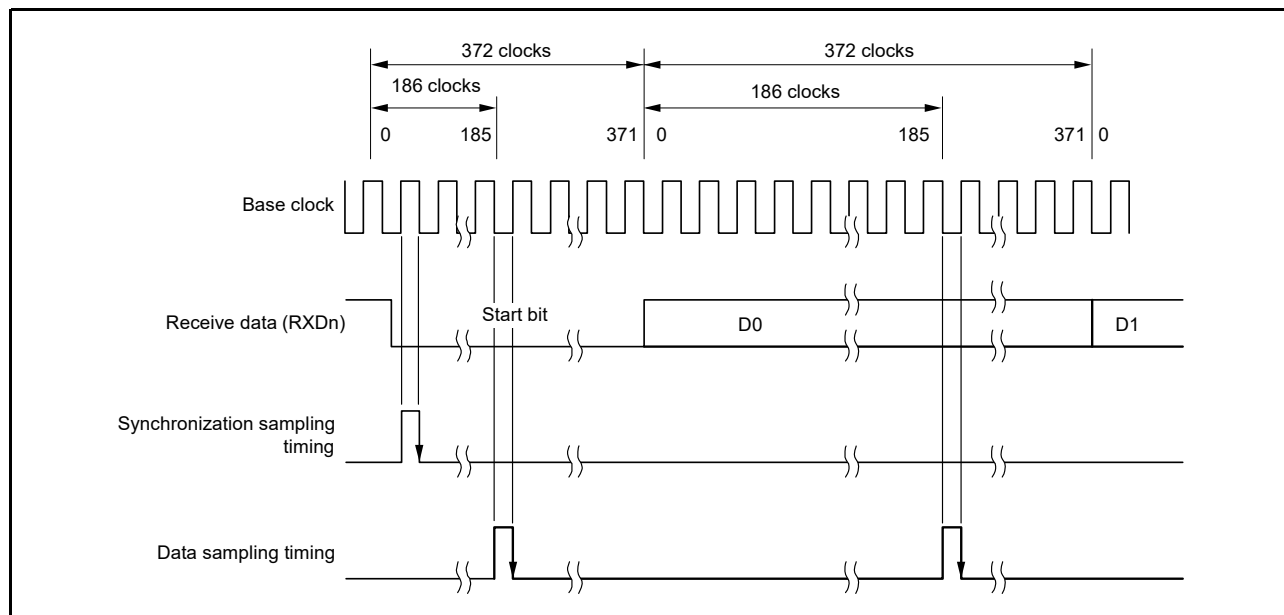 372 clocks 372 clocks
186 clocks 186 clocks
0 185 371 0 185 371 0
Base clock
Receive data (RXDn) Start bit D0 D1
Synchronization sampling
timing
Data sampling timing